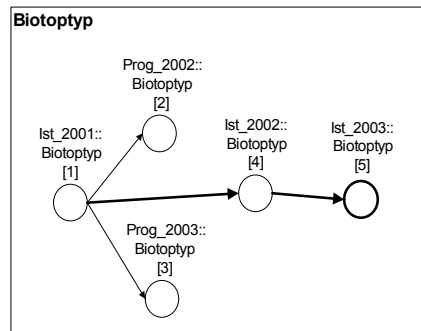 Biotoptyp
Prog_2002::
Biotoptyp
[2]
Ist_2001::
Biotoptyp
[1]
Ist_2002::
Biotoptyp
[4]
Ist_2003::
Biotoptyp
[5]
Prog_2003::
Biotoptyp
[3]